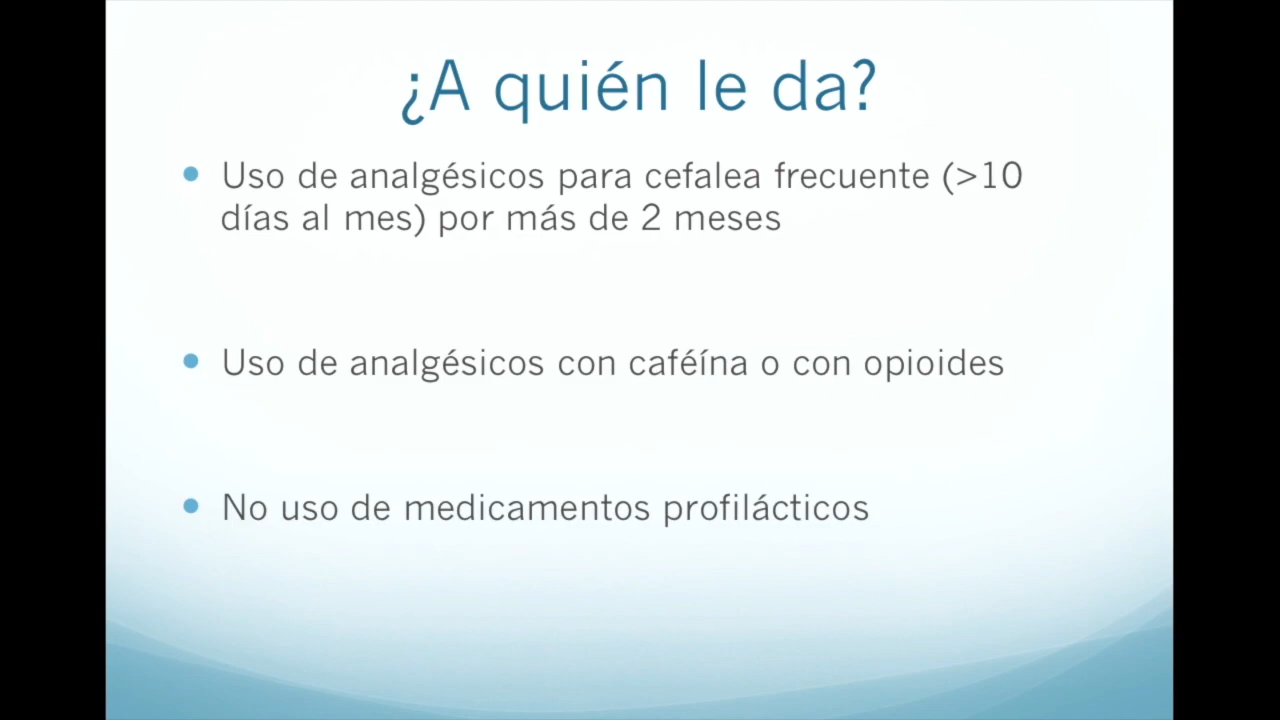 ¿A quién le da?
• Uso de analgésicos para cefalea frecuente (>10
días al mes) por más de 2 meses
• Uso de analgésicos con caféína o con opioides
• No uso de medicamentos profilácticos